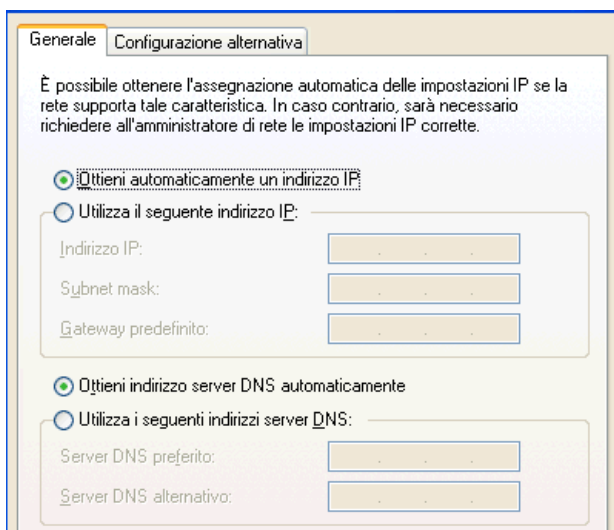 Generale
Configurazione alternativa
È possibile ottenere l'assegnazione automatica delle impostazioni IP se la
rete supporta tale caratteristica. In caso contrario, sarà necessario
richiedere all'amministratore di rete le impostazioni IP corrette.
Ottieni automaticamente un indirizzo IP
Utilizza il seguente indirizzo IP:
Indirizzo IP:
Subnet mask:
Gateway predefinito:
Ottieni indirizzo server DNS automaticamente
Utilizza i seguenti indirizzi server DNS:
Server DNS preferito:
Server DNS alternativo: